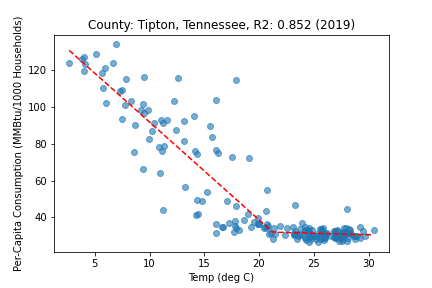 County: Tipton, Tennessee, R2: 0.852 (2019)
Per-Capita Consumption (MMBtu/1000 Households)
120
100
80
60
40
5 10 15 20 25 30
Temp (deg C)